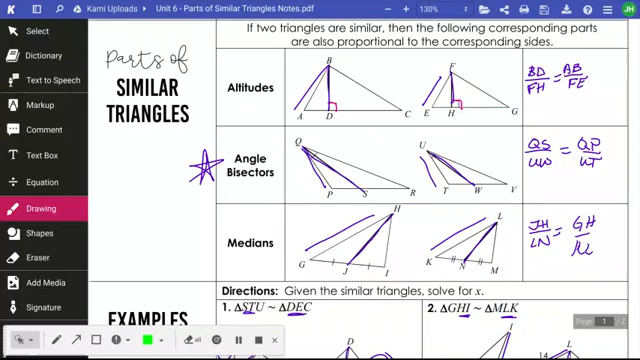 Kami Uploads ▸ Unit 6 - Parts of Similar Triangles Notes.pdf
130%
JH
Select
Dictionary
Text to Speech
Markup
Comment
Text Box
Equation
Drawing
Shapes
Eraser
Add Media
Signature
Parts of
SIMILAR
TRIANGLES
If two triangles are similar, then the following corresponding parts
are also proportional to the corresponding sides.
Altitudes
B
A D C
F
E H G
BD/FH = AB/FE
Angle
Bisectors
Q
P S R
U
T W V
QS/UW = QP/UT
Medians
H
G J I
L
K N M
JH/LN = GH/KL
Directions: Given the similar triangles, solve for x.
EXAMPLES
1. ΔSTU ~ ΔDEC
D
2. ΔGHI ~ ΔMLK
I
L
14
Page 1 / 2